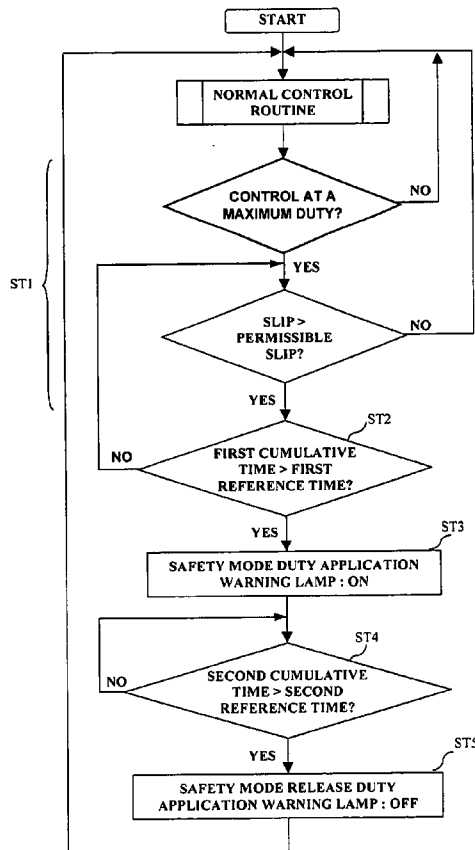 START
NORMAL CONTROL
ROUTINE
CONTROL AT A
MAXIMUM DUTY?
NO
YES
ST1
SLIP >
PERMISSIBLE
SLIP?
NO
YES
ST2
NO
FIRST CUMULATIVE
TIME > FIRST
REFERENCE TIME?
YES
ST3
SAFETY MODE DUTY APPLICATION
WARNING LAMP : ON
ST4
NO
SECOND CUMULATIVE
TIME > SECOND
REFERENCE TIME?
YES
ST5
SAFETY MODE RELEASE DUTY
APPLICATION WARNING LAMP : OFF